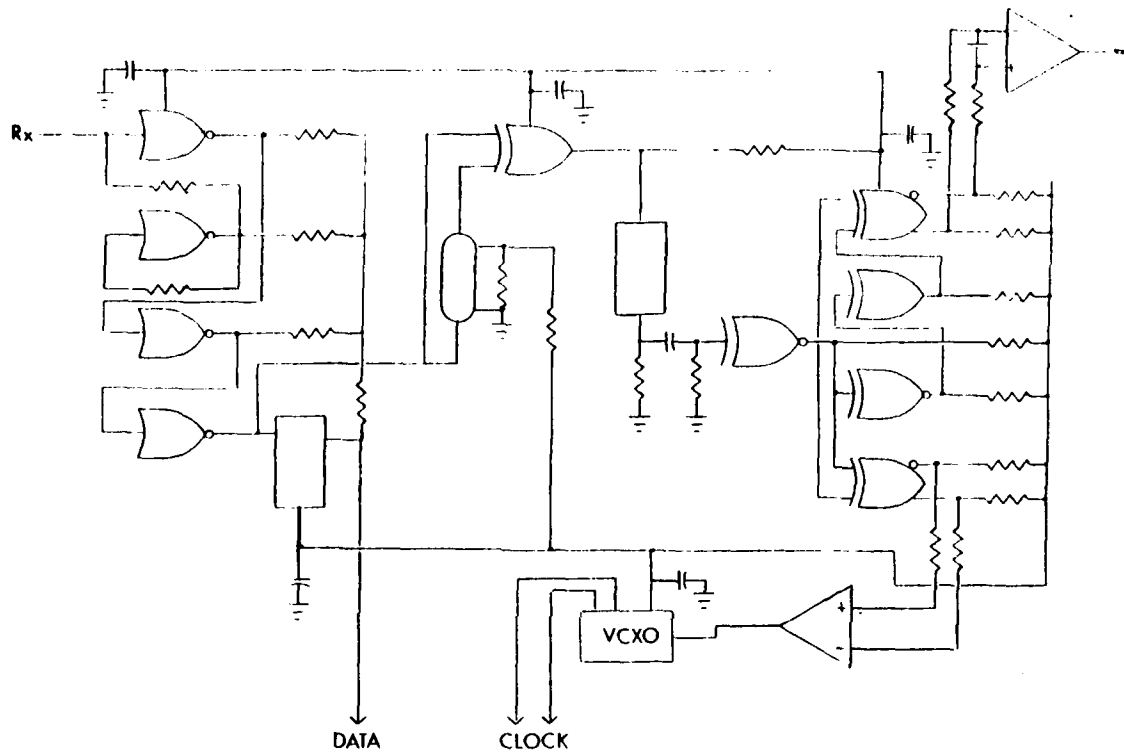 Rx
+
VCXO
+
-
DATA
CLOCK